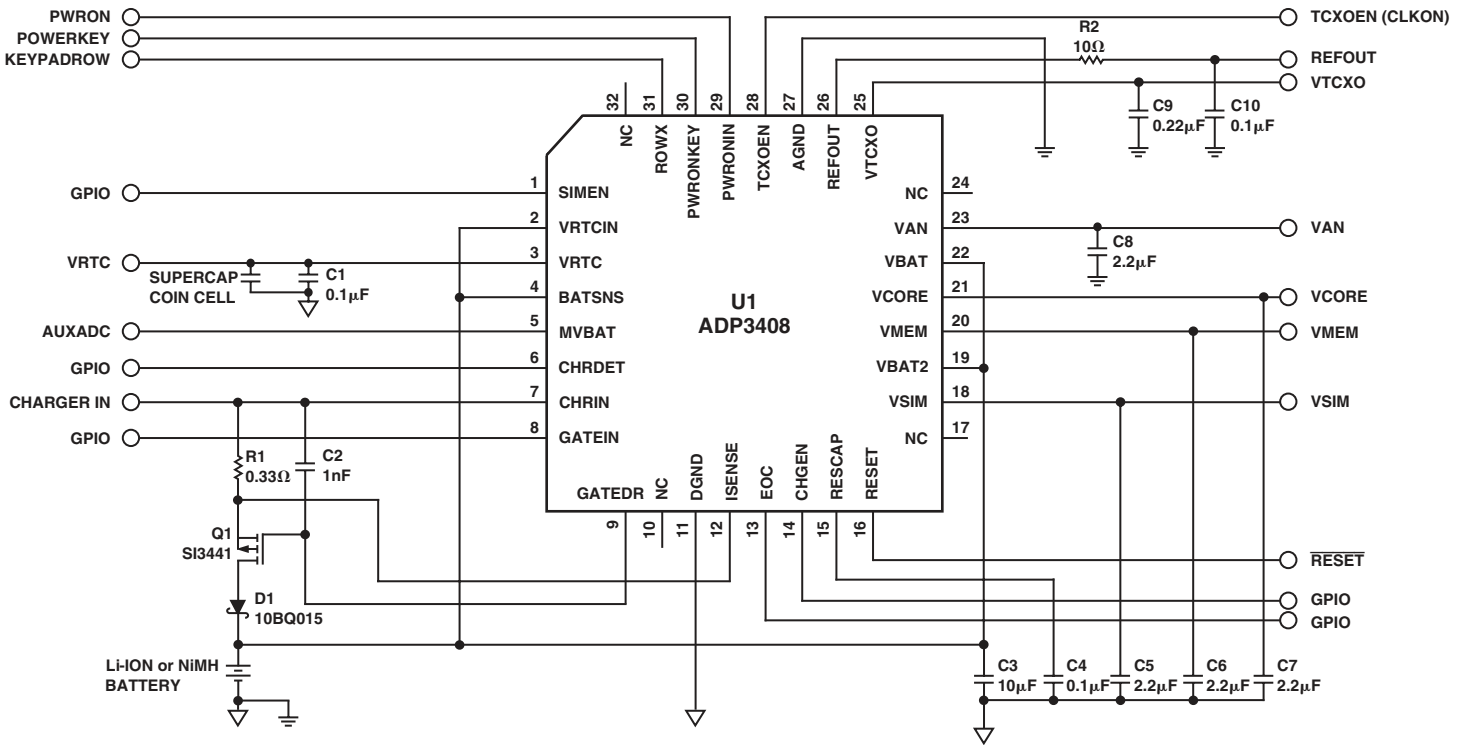 PWRON
POWERKEY
KEYPADROW
TCXOEN (CLKON)
R2
10Ω
REFOUT
VTCXO
C9
0.22μF
C10
0.1μF
32
31
30
29
28
27
26
25
NC
ROWX
PWRONKEY
PWRONIN
TCXOEN
AGND
REFOUT
VTCXO
GPIO
1
SIMEN
2
VRTCIN
VRTC
3
VRTC
SUPERCAP
COIN CELL
C1
0.1μF
4
BATSNS
AUXADC
5
MVBAT
GPIO
6
CHRDET
CHARGER IN
7
CHRIN
GPIO
8
GATEIN
U1
ADP3408
NC
24
VAN
23
VAN
C8
2.2μF
VBAT
22
VCORE
21
VCORE
VMEM
20
VMEM
VBAT2
19
VSIM
18
VSIM
NC
17
R1
0.33Ω
C2
1nF
GATEDR
NC
DGND
ISENSE
EOC
CHGEN
RESCAP
RESET
9
10
11
12
13
14
15
16
Q1
SI3441
D1
10BQ015
Li-ION or NiMH
BATTERY
RESET
GPIO
GPIO
C3
10μF
C4
0.1μF
C5
2.2μF
C6
2.2μF
C7
2.2μF